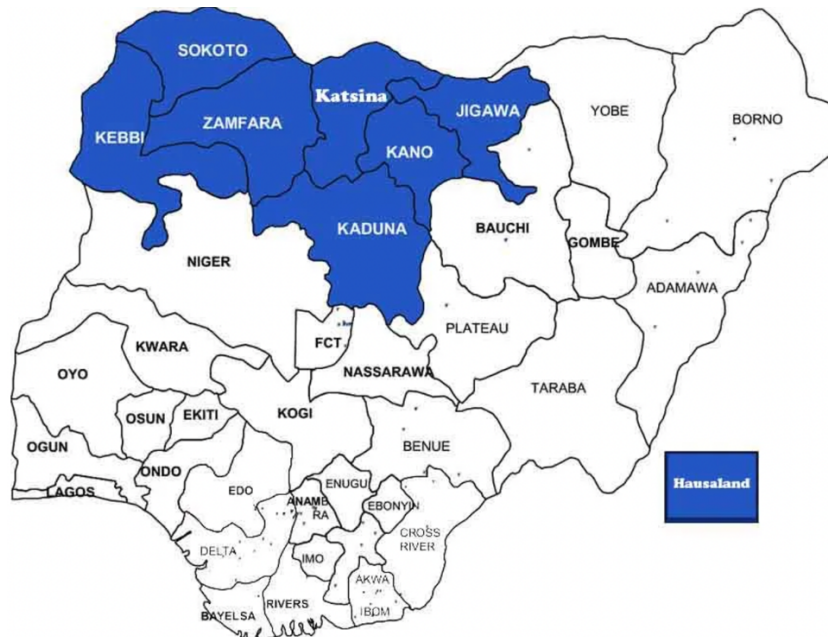 SOKOTO
Katsina
KEBBI
ZAMFARA
JIGAWA
YOBE
BORNO
KANO
KADUNA
BAUCHI
GOMBE
NIGER
ADAMAWA
FCT
PLATEAU
KWARA
NASSARAWA
OYO
TARABA
OSUN
EKITI
KOGI
OGUN
BENUE
ONDO
LAGOS
EDO
ENUGU
Hausaland
ANAMB
RA
EBONYIN
CROSS
RIVER
DELTA
IMO
AKWA
IBOM
BAYELSA
RIVERS